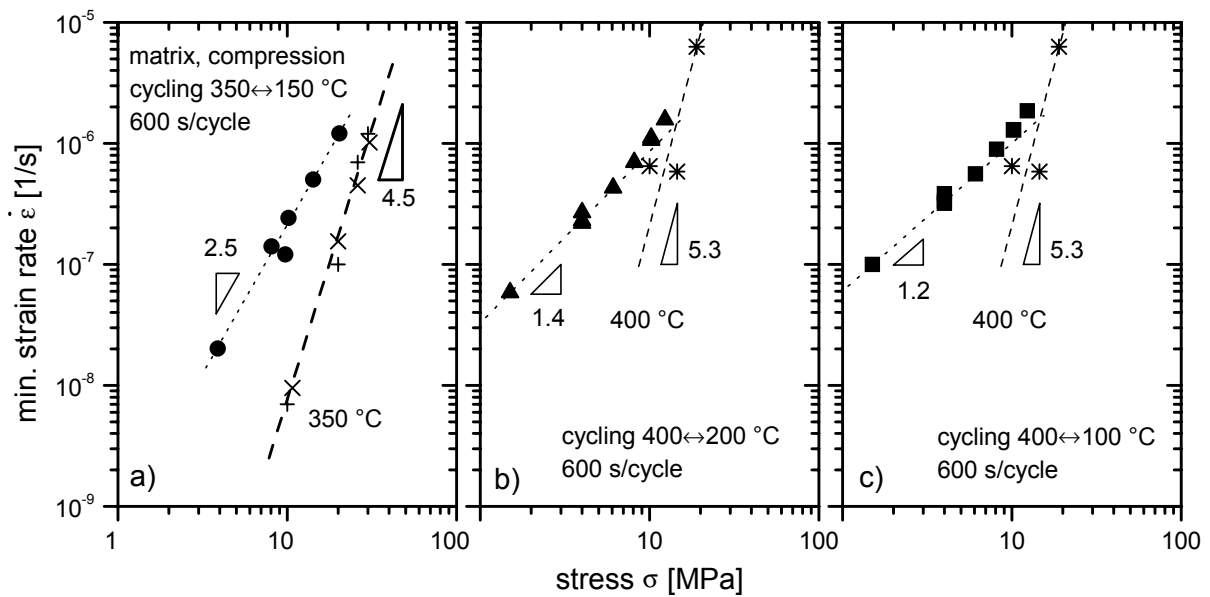 min. strain rate ε̇ [1/s]
10⁻⁵
10⁻⁶
10⁻⁷
10⁻⁸
10⁻⁹
matrix, compression
cycling 350↔150 °C
600 s/cycle
4.5
2.5
350 °C
a)
1 10 100
5.3
1.4
400 °C
cycling 400↔200 °C
600 s/cycle
b)
10 100
5.3
1.2
400 °C
cycling 400↔100 °C
600 s/cycle
c)
10 100
stress σ [MPa]